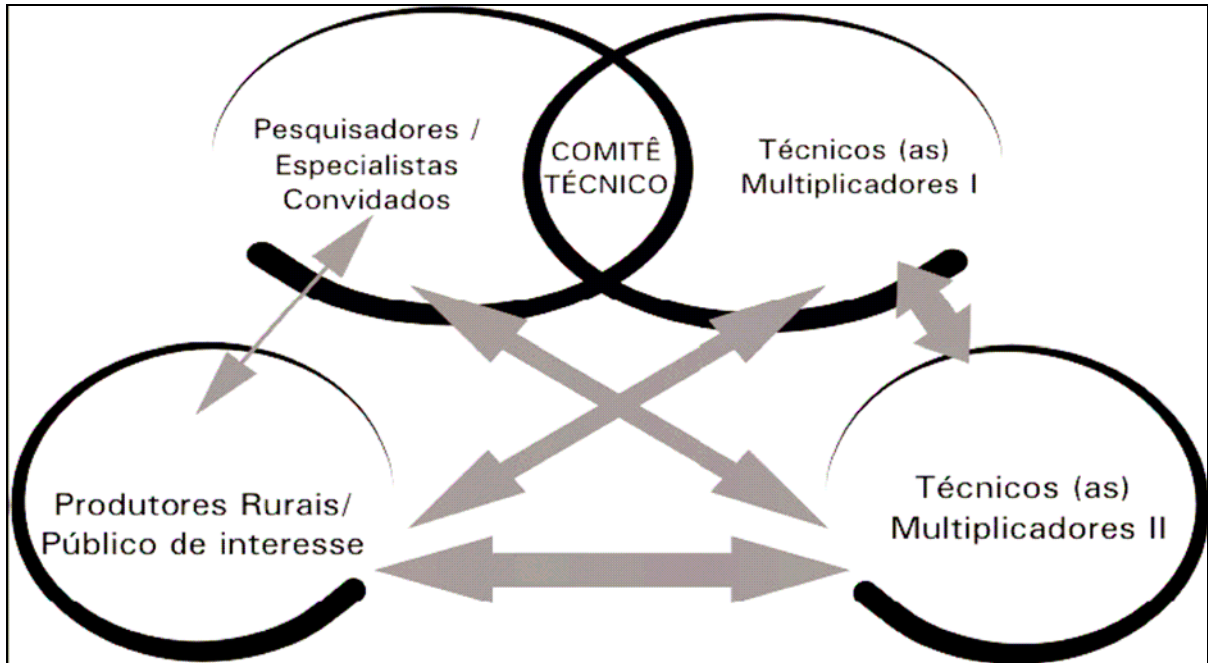 Pesquisadores /
Especialistas
Convidados
COMITÊ
TÉCNICO
Técnicos (as)
Multiplicadores I
Produtores Rurais/
Público de interesse
Técnicos (as)
Multiplicadores II